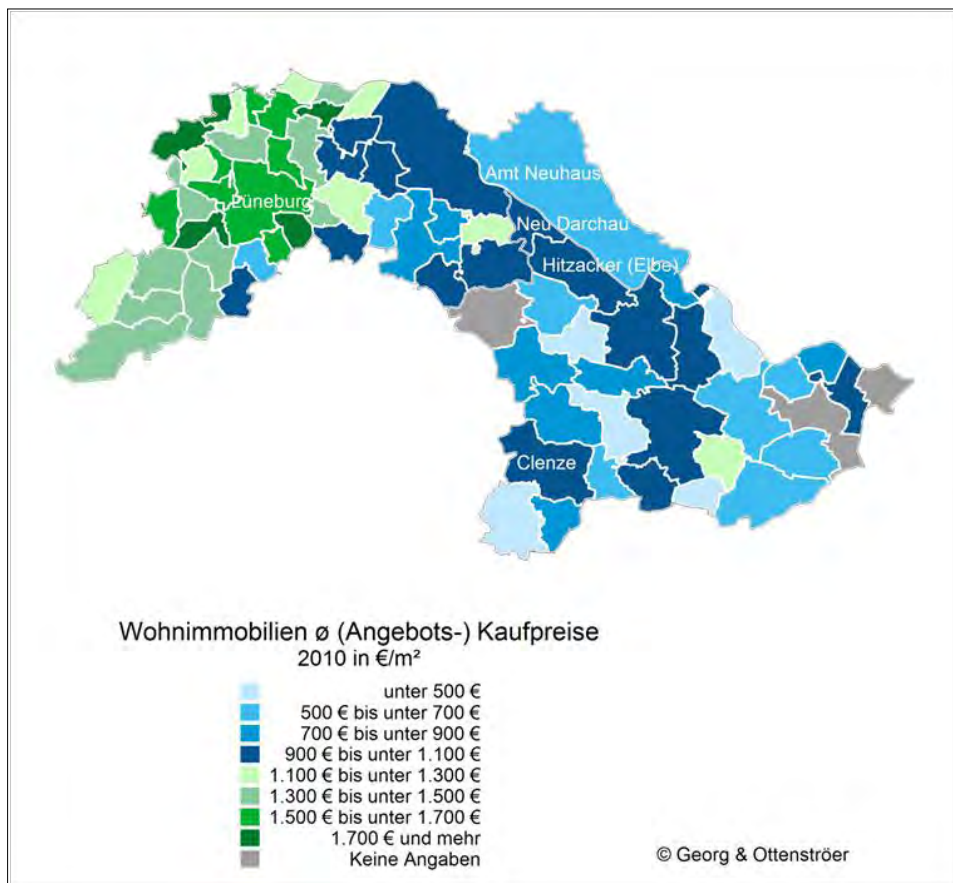 Amt Neuhaus
Lüneburg
Neu Darchau
Hitzacker (Elbe)
Clenze
Wohnimmobilien ø (Angebots-) Kaufpreise
2010 in €/m²
unter 500 €
500 € bis unter 700 €
700 € bis unter 900 €
900 € bis unter 1.100 €
1.100 € bis unter 1.300 €
1.300 € bis unter 1.500 €
1.500 € bis unter 1.700 €
1.700 € und mehr
Keine Angaben
© Georg & Ottenströer